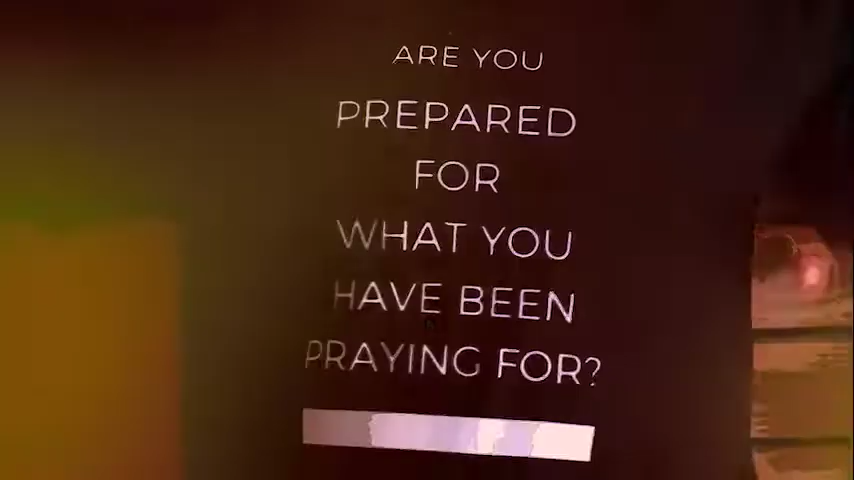 ARE YOU
PREPARED
FOR
WHAT YOU
HAVE BEEN
PRAYING FOR?